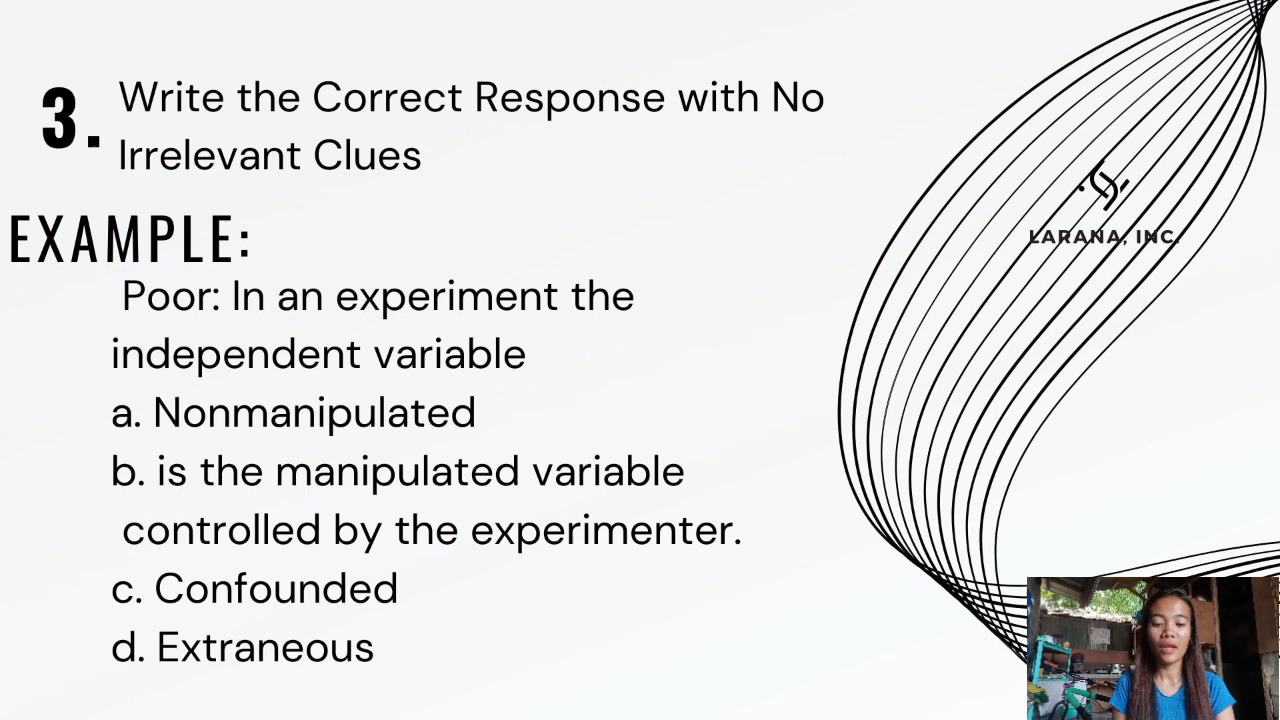 3. Write the Correct Response with No
Irrelevant Clues
LARANA, INC.
EXAMPLE:
Poor: In an experiment the
independent variable
a. Nonmanipulated
b. is the manipulated variable
controlled by the experimenter.
c. Confounded
d. Extraneous